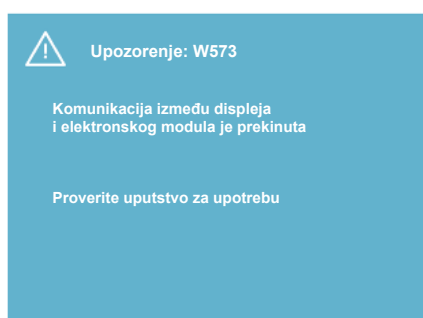 Upozorenje: W573
Komunikacija između displeja
i elektronskog modula je prekinuta
Proverite uputstvo za upotrebu